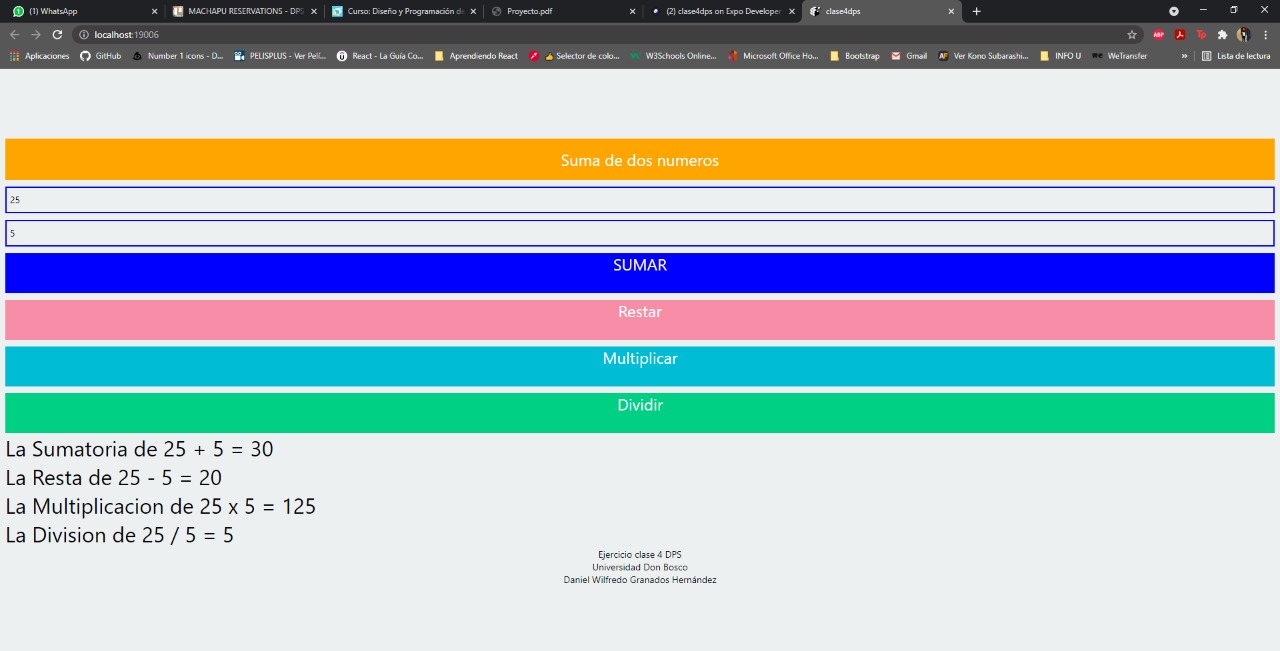 (1) WhatsApp
MACHAPU RESERVATIONS - DPS
Curso: Diseño y Programación de
Proyecto.pdf
(2) clase4dps on Expo Developer
clase4dps
localhost:19006
ABP
Aplicaciones
GitHub
Number 1 icons - D...
PELISPLUS - Ver Pelí...
React - La Guía Co...
Aprendiendo React
Selector de colo...
W3Schools Online...
Microsoft Office Ho...
Bootstrap
Gmail
AF Ver Kono Subarashi...
INFO U
WeTransfer
»
Lista de lectura
Suma de dos numeros
25
5
SUMAR
Restar
Multiplicar
Dividir
La Sumatoria de 25 + 5 = 30
La Resta de 25 - 5 = 20
La Multiplicacion de 25 x 5 = 125
La Division de 25 / 5 = 5
Ejercicio clase 4 DPS
Universidad Don Bosco
Daniel Wilfredo Granados Hernández